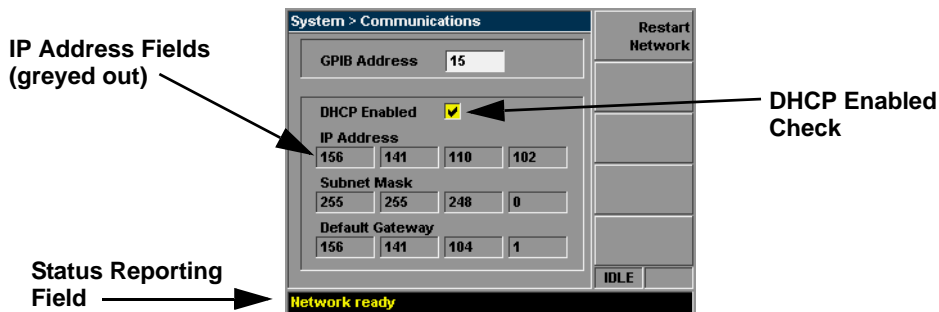 System > Communications
Restart
Network
IP Address Fields
(greyed out)
GPIB Address 15
DHCP Enabled
DHCP Enabled
Check
IP Address
156 141 110 102
Subnet Mask
255 255 248 0
Default Gateway
156 141 104 1
Status Reporting
Field
IDLE
Network ready